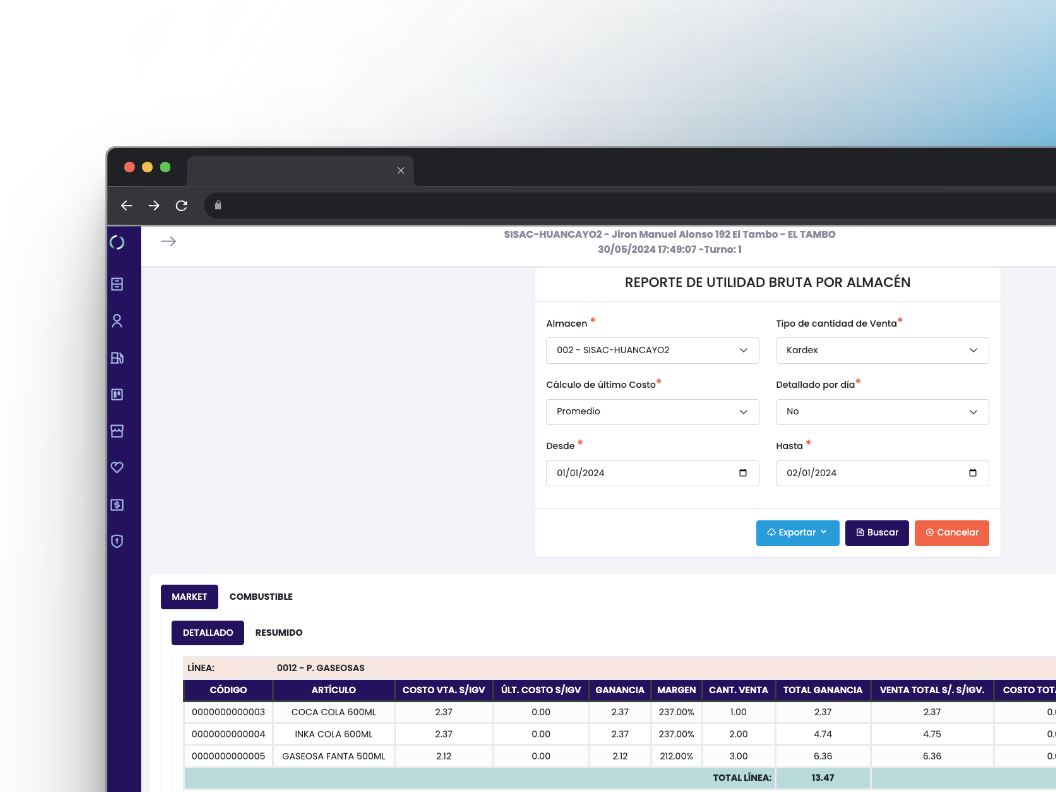 SISAC-HUANCAYO2 - Jiron Manuel Alonso 192 El Tambo - EL TAMBO
30/05/2024 17:49:07 -Turno: 1
REPORTE DE UTILIDAD BRUTA POR ALMACÉN
Almacen * Tipo de cantidad de Venta*
002 - SISAC-HUANCAYO2 Kardex
Cálculo de último Costo* Detallado por día*
Promedio No
Desde * Hasta *
01/01/2024 02/01/2024
Exportar Buscar Cancelar
MARKET COMBUSTIBLE
DETALLADO RESUMIDO
LÍNEA: 0012 - P. GASEOSAS
CÓDIGO ARTÍCULO COSTO VTA. S/IGV ÚLT. COSTO S/IGV GANANCIA MARGEN CANT. VENTA TOTAL GANANCIA VENTA TOTAL S/. S/IGV. COSTO TOTA
0000000000003 COCA COLA 600ML 2.37 0.00 2.37 237.00% 1.00 2.37 2.37 0.0
0000000000004 INKA COLA 600ML 2.37 0.00 2.37 237.00% 2.00 4.74 4.75 0.0
0000000000005 GASEOSA FANTA 500ML 2.12 0.00 2.12 212.00% 3.00 6.36 6.36 0.0
TOTAL LÍNEA: 13.47